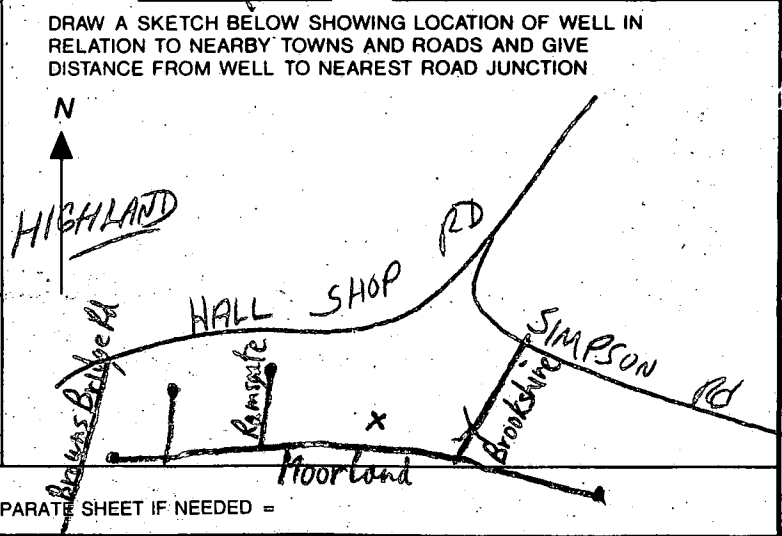 DRAW A SKETCH BELOW SHOWING LOCATION OF WELL IN
RELATION TO NEARBY TOWNS AND ROADS AND GIVE
DISTANCE FROM WELL TO NEAREST ROAD JUNCTION
N
HIGHLAND
HALL SHOP RD
SIMPSON Rd
Browns Bridge Rd
Ramsgate
X
Brookshire
Moorland
PARATE SHEET IF NEEDED =